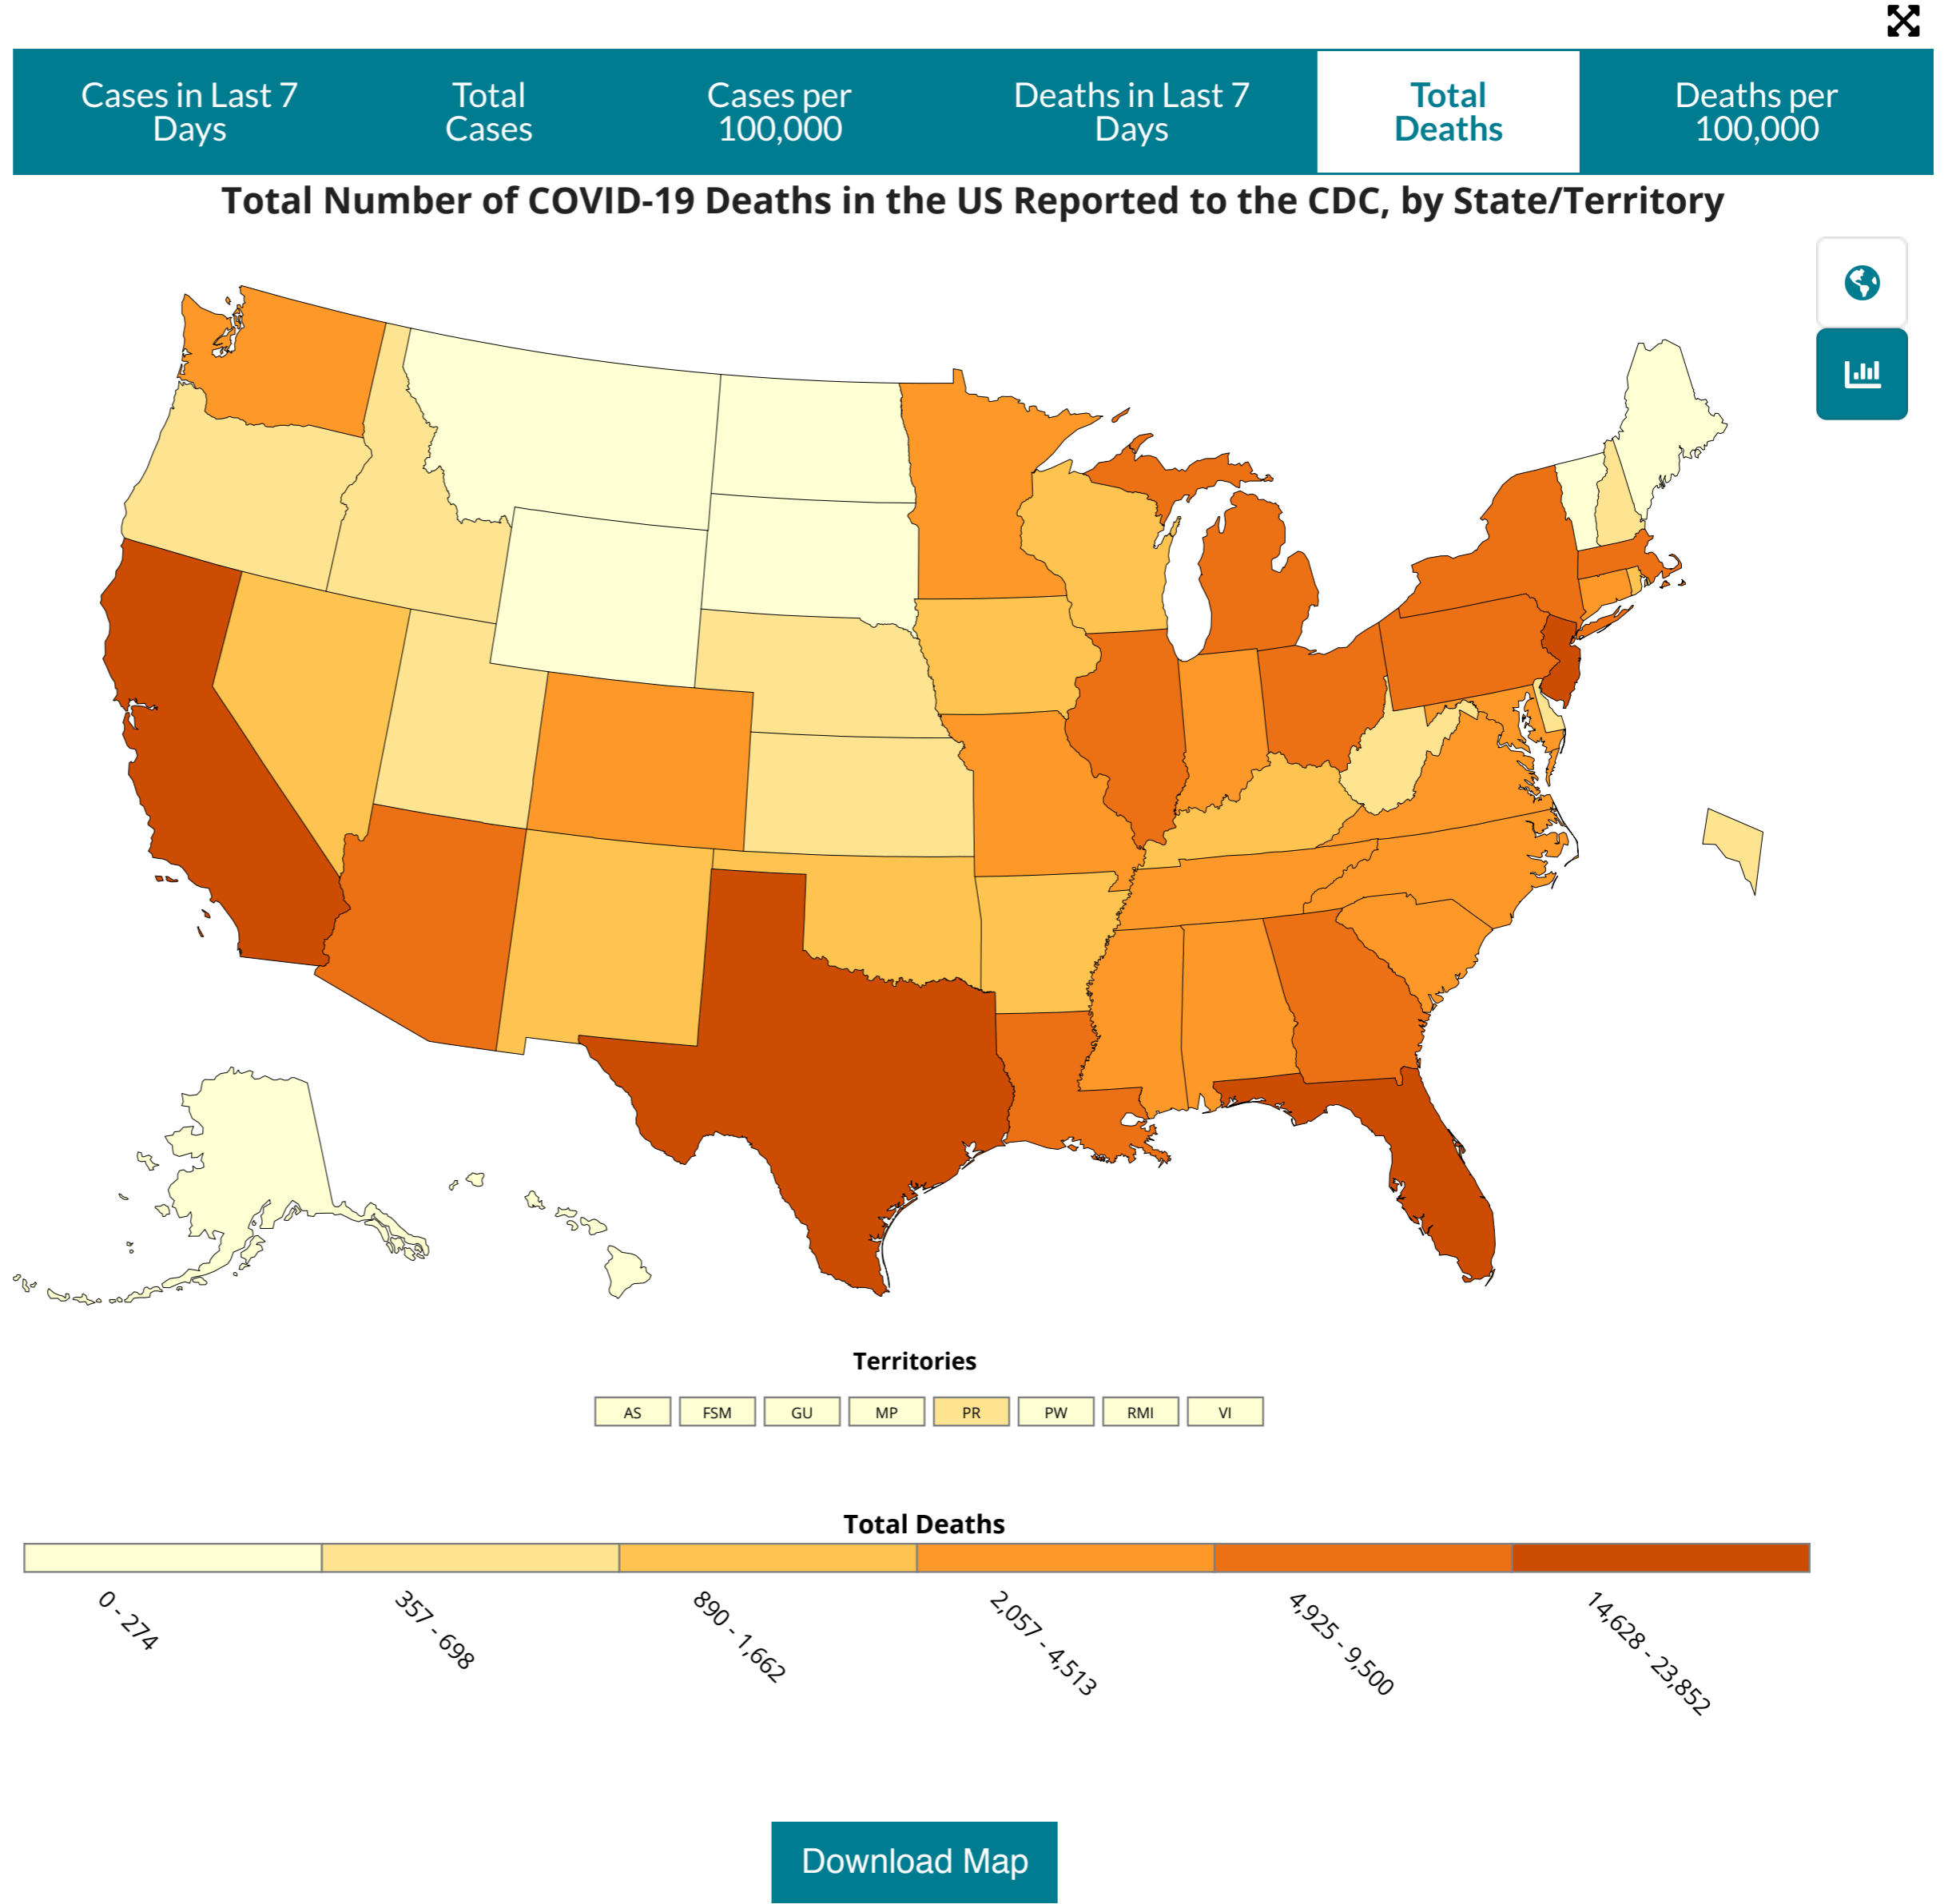 Cases in Last 7
Days
Total
Cases
Cases per
100,000
Deaths in Last 7
Days
Total
Deaths
Deaths per
100,000
Total Number of COVID-19 Deaths in the US Reported to the CDC, by State/Territory
Territories
AS FSM GU MP PR PW RMI VI
Total Deaths
0 - 274
357 - 698
890 - 1,662
2,057 - 4,513
4,925 - 9,500
14,628 - 23,852
Download Map